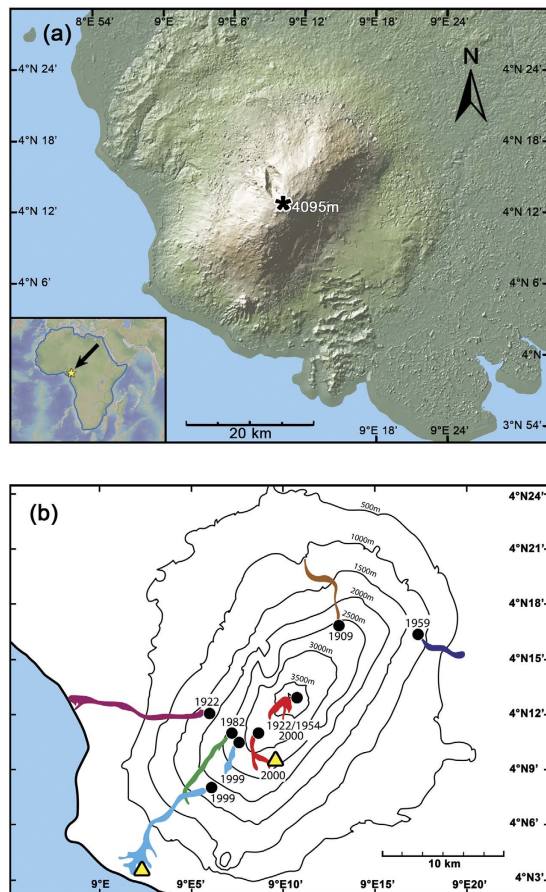 (a)
8° 54' 9°E 9°E 6' 9°E 12' 9°E 18' 9°E 24'
4°N 24'
4°N 24'
N
4°N 18'
4°N 18'
4°N 12'
4095m
4°N 12'
4°N 6'
4°N 6'
4°N
3°N 54'
20 km
9°E 18' 9°E 24'
(b)
4°N24'
500m
1000m
4°N21'
1500m
2000m
4°N18'
2500m
1909
1959
3000m
4°N15'
3500m
1922
1982
1922/1954
2000
4°N12'
1999
2000
4°N9'
1999
4°N6'
10 km
4°N3'
9°E 9°E5' 9°E10' 9°E15' 9°E20'